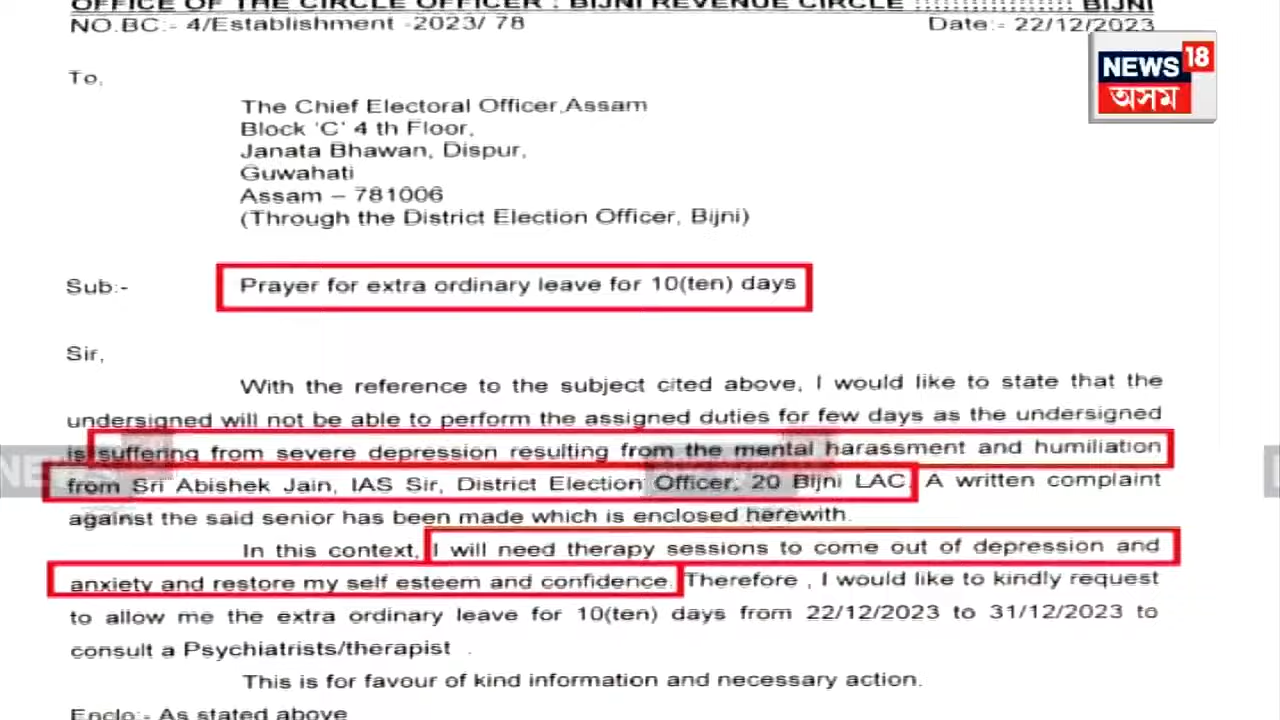 OFFICE OF THE CIRCLE OFFICER : BIJNI REVENUE CIRCLE ::::::::::::::::::: BIJNI
NO.BC:- 4/Establishment -2023/ 78 Date:- 22/12/2023
NEWS 18
অসম
To,
The Chief Electoral Officer,Assam
Block 'C' 4 th Floor,
Janata Bhawan, Dispur,
Guwahati
Assam – 781006
(Through the District Election Officer, Bijni)
Sub:- Prayer for extra ordinary leave for 10(ten) days
Sir,
With the reference to the subject cited above, I would like to state that the
undersigned will not be able to perform the assigned duties for few days as the undersigned
is suffering from severe depression resulting from the mental harassment and humiliation
from Sri Abishek Jain, IAS Sir, District Election Officer, 20 Bijni LAC. A written complaint
against the said senior has been made which is enclosed herewith.
In this context, I will need therapy sessions to come out of depression and
anxiety and restore my self esteem and confidence. Therefore , I would like to kindly request
to allow me the extra ordinary leave for 10(ten) days from 22/12/2023 to 31/12/2023 to
consult a Psychiatrists/therapist .
This is for favour of kind information and necessary action.
Enclo:- As stated above